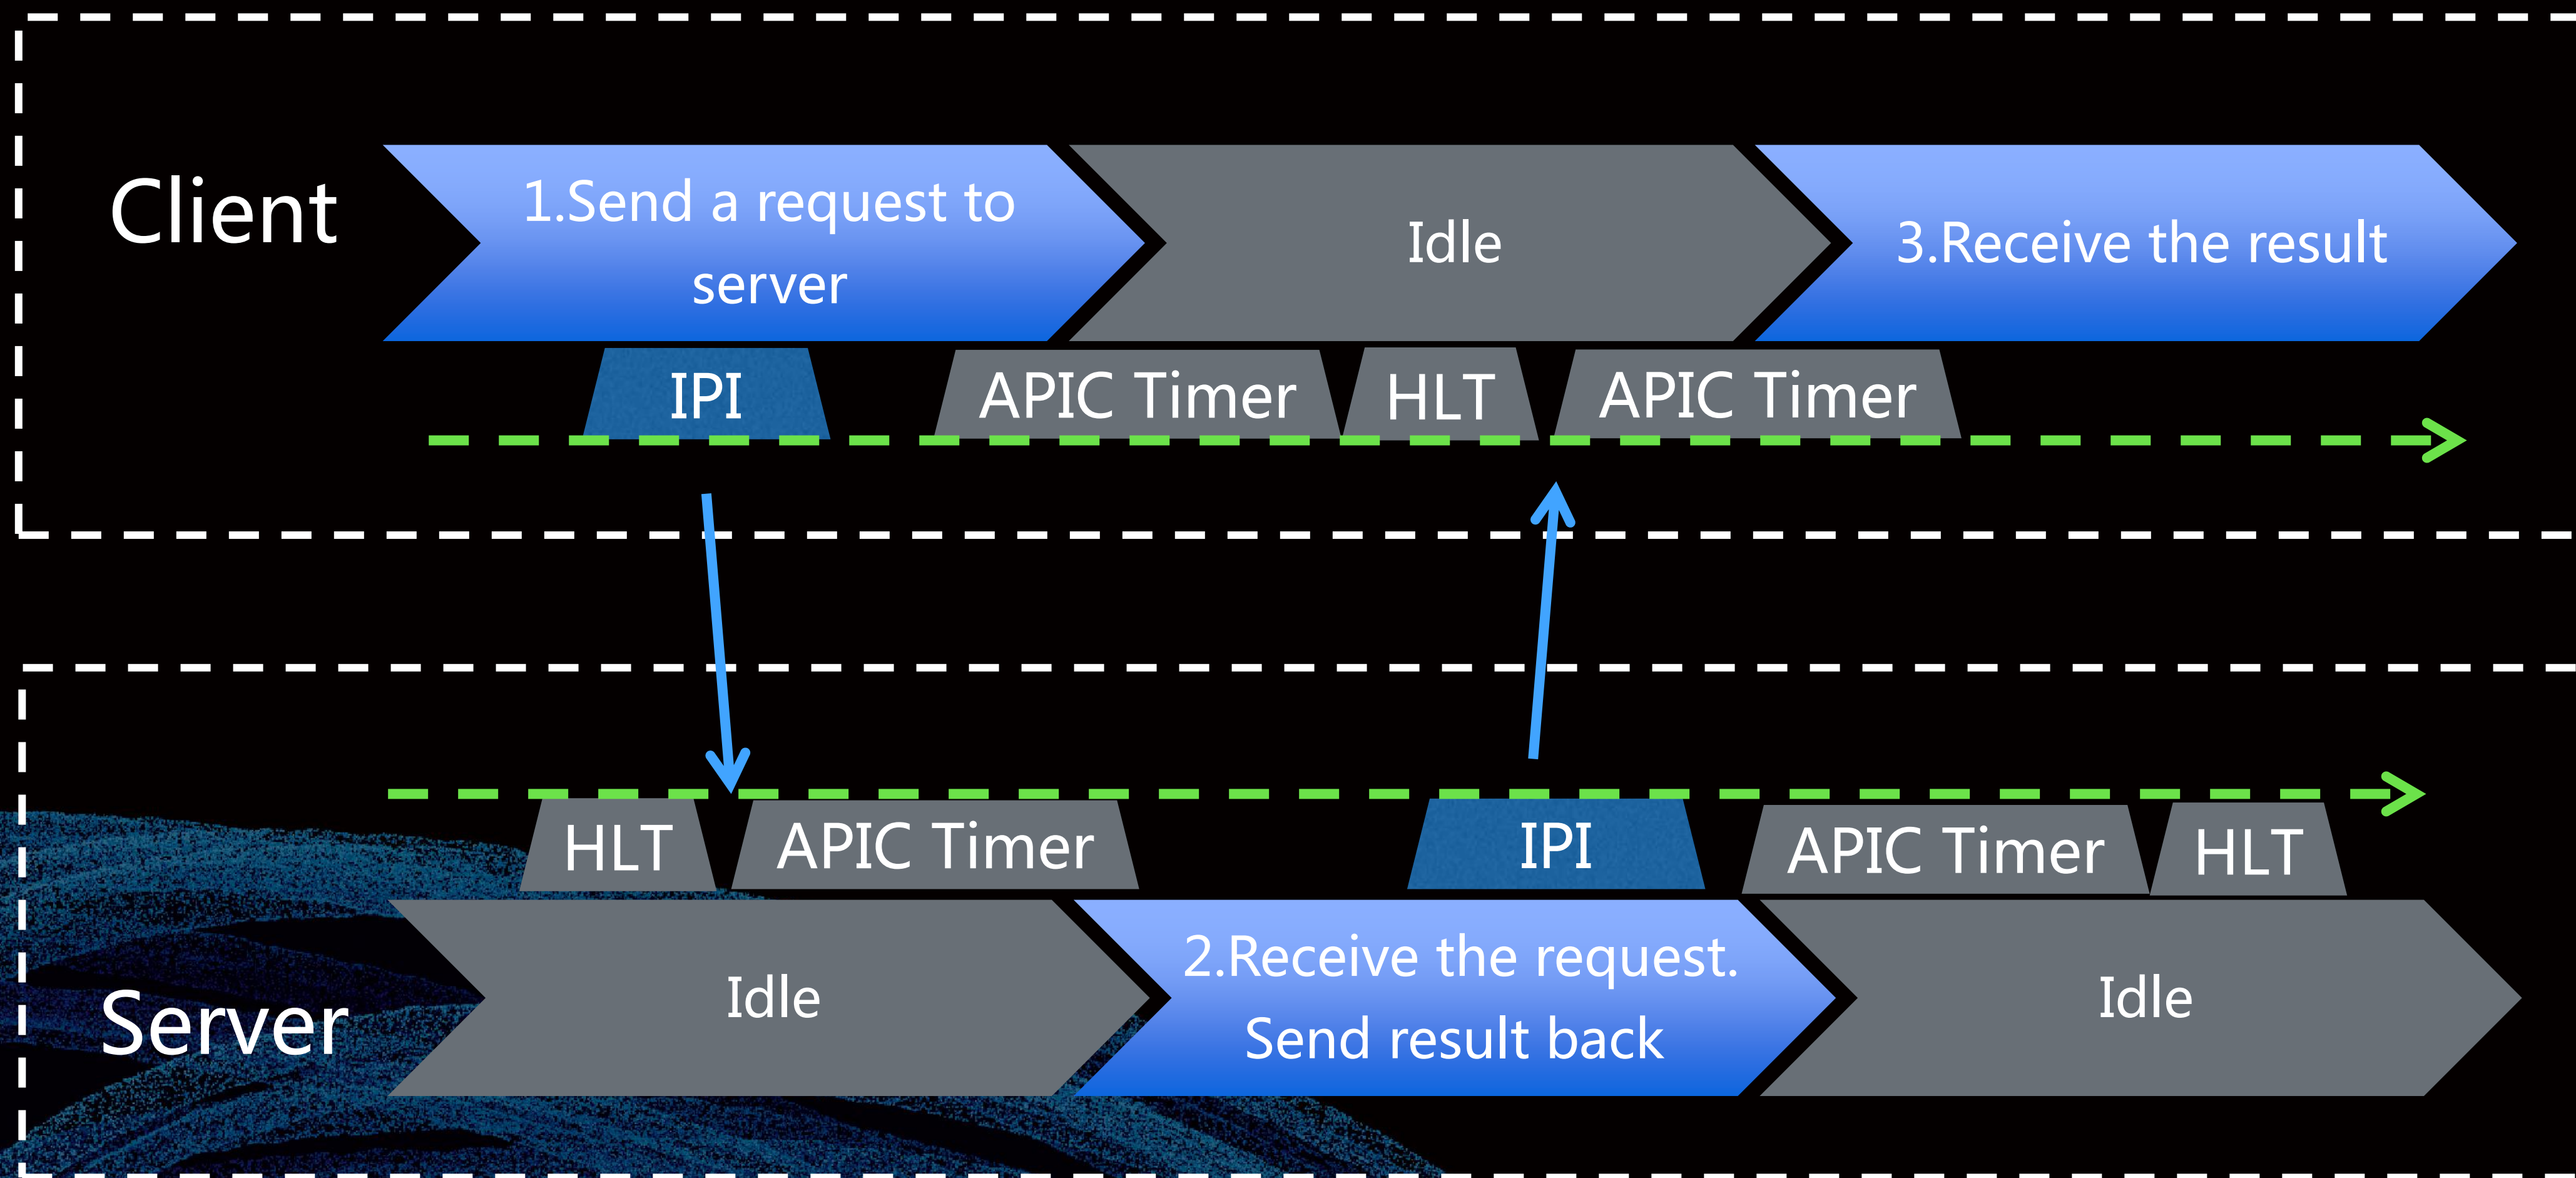 Client
1.Send a request to
server
Idle
3.Receive the result
IPI
APIC Timer
HLT
APIC Timer
HLT
APIC Timer
IPI
APIC Timer
HLT
Server
Idle
2.Receive the request.
Send result back
Idle